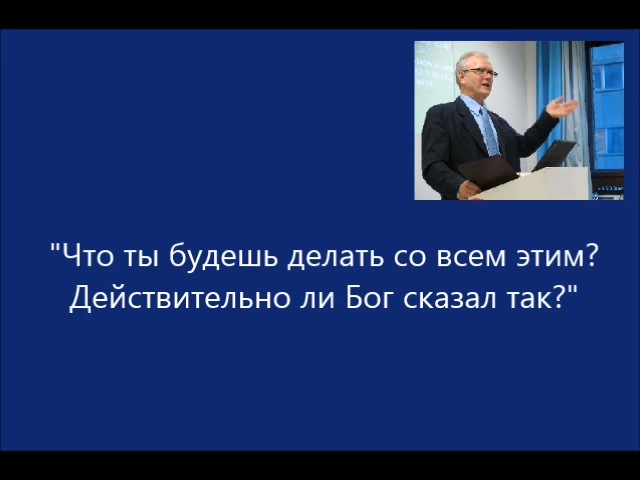 "Что ты будешь делать со всем этим?
Действительно ли Бог сказал так?"